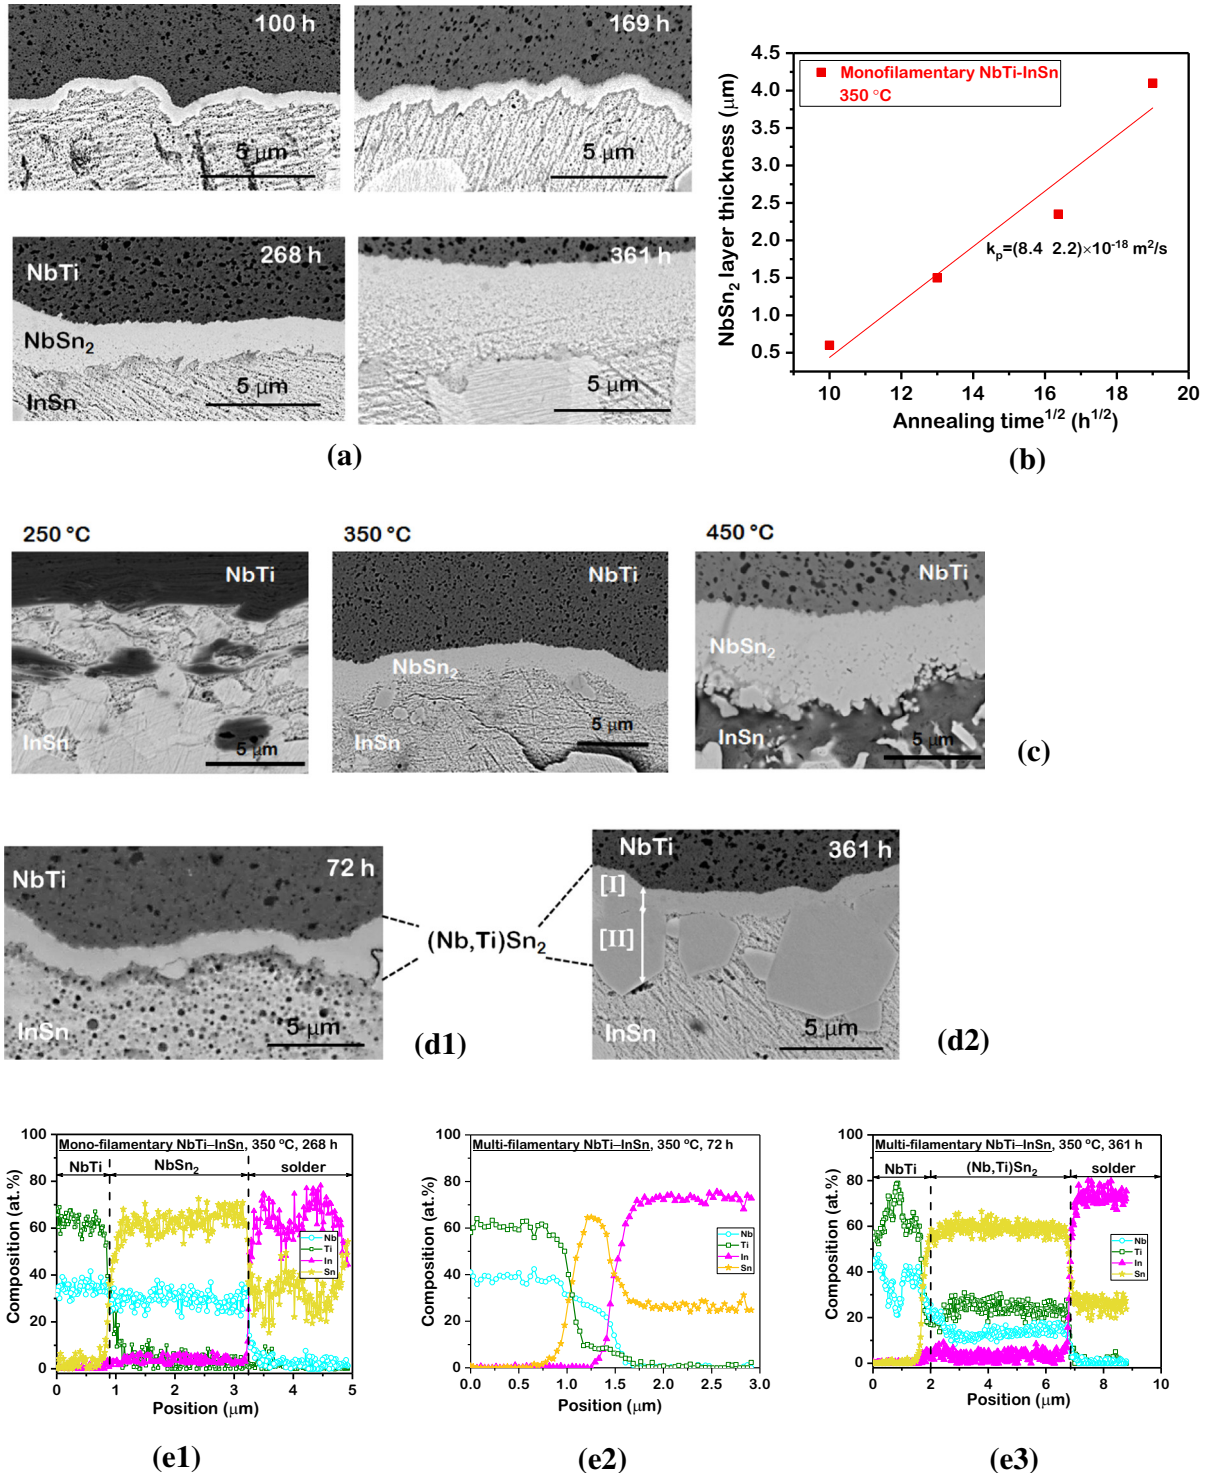 100 h
169 h
5 μm
5 μm
268 h
361 h
NbTi
NbSn2
InSn
5 μm
5 μm
(a)
4.5
4.0
3.5
3.0
2.5
2.0
1.5
1.0
0.5
NbSn2 layer thickness (μm)
Monofilamentary NbTi-InSn
350 °C
kp=(8.4 2.2)×10-18 m2/s
10 12 14 16 18 20
Annealing time1/2 (h1/2)
(b)
250 °C
350 °C
450 °C
NbTi
InSn
5 μm
NbTi
NbSn2
InSn
5 μm
NbTi
NbSn2
InSn
5 μm
(c)
NbTi
72 h
InSn
5 μm
(d1)
(Nb,Ti)Sn2
NbTi
361 h
[I]
[II]
InSn
5 μm
(d2)
100
80
60
40
20
0
Composition (at.%)
Mono-filamentary NbTi–InSn, 350 °C, 268 h
NbTi
NbSn2
solder
Nb
Ti
In
Sn
0 1 2 3 4 5
Position (μm)
(e1)
100
80
60
40
20
0
Composition (at.%)
Multi-filamentary NbTi–InSn, 350 °C, 72 h
Nb
Ti
In
Sn
0.0 0.5 1.0 1.5 2.0 2.5 3.0
Position (μm)
(e2)
100
80
60
40
20
0
Composition (at.%)
Multi-filamentary NbTi–InSn, 350 °C, 361 h
NbTi
(Nb,Ti)Sn2
solder
Nb
Ti
In
Sn
0 2 4 6 8 10
Position (μm)
(e3)